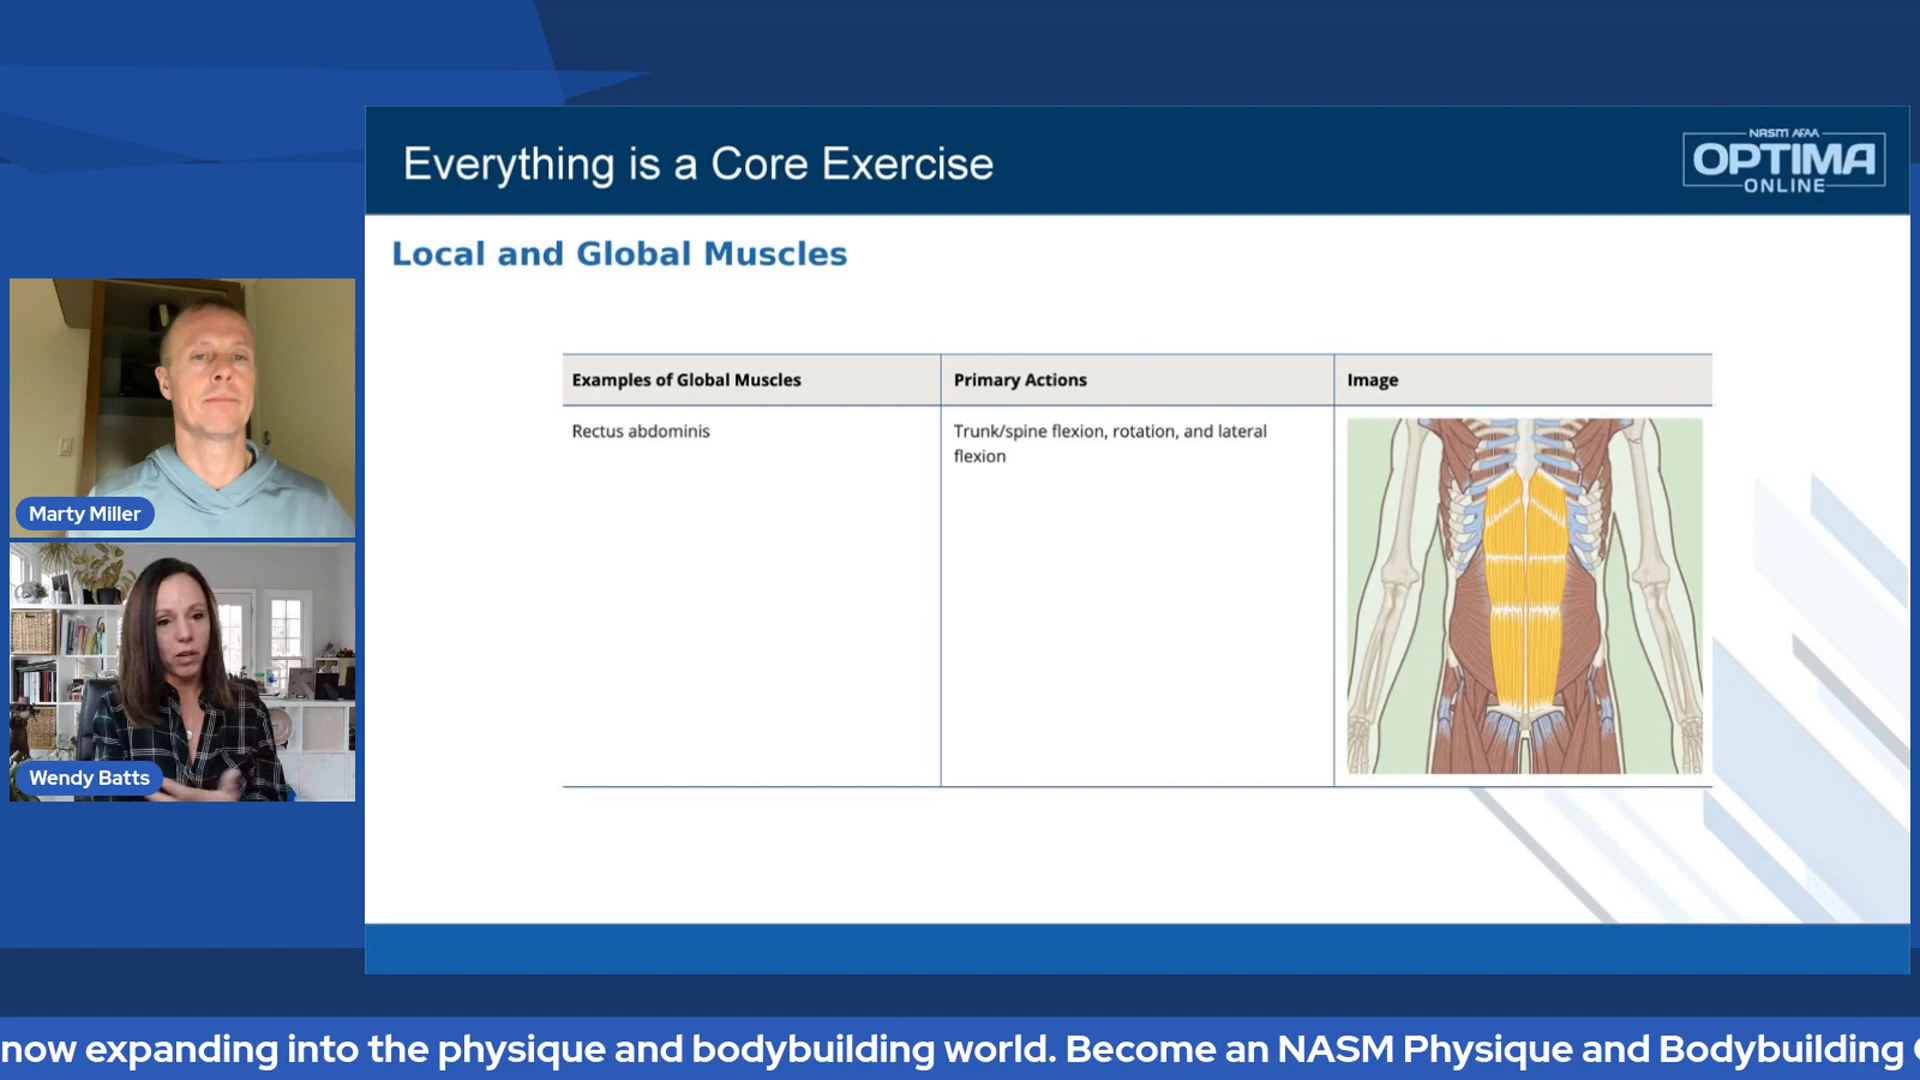 Everything is a Core Exercise
NASM AFAA
OPTIMA
ONLINE
Local and Global Muscles
Examples of Global Muscles
Primary Actions
Image
Rectus abdominis
Trunk/spine flexion, rotation, and lateral
flexion
Marty Miller
Wendy Batts
now expanding into the physique and bodybuilding world. Become an NASM Physique and Bodybuilding